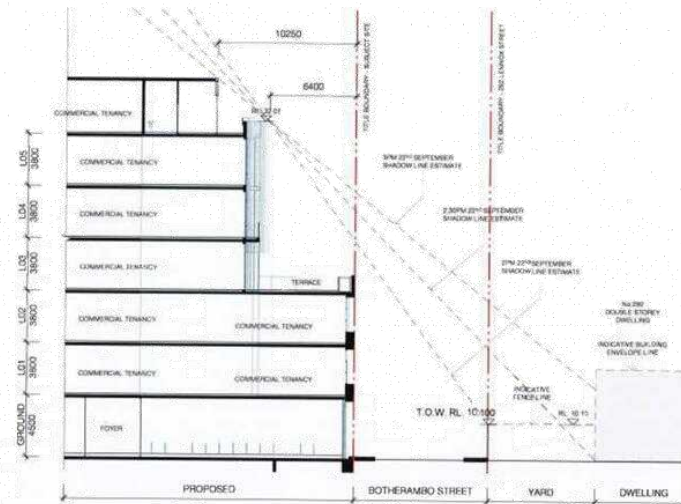 10250
6400
TITLE BOUNDARY - SUBJECT SITE
TITLE BOUNDARY - 292 LENNOX STREET
COMMERCIAL TENANCY
L05
3800
COMMERCIAL TENANCY
3PM 22ND SEPTEMBER
SHADOW LINE ESTIMATE
L04
3800
COMMERCIAL TENANCY
2.30PM 22ND SEPTEMBER
SHADOW LINE ESTIMATE
L03
3800
COMMERCIAL TENANCY
2PM 22ND SEPTEMBER
SHADOW LINE ESTIMATE
TERRACE
L02
3800
COMMERCIAL TENANCY
COMMERCIAL TENANCY
DOUBLE STOREY
DWELLING
INDICATIVE BUILDING
ENVELOPE LINE
L01
3800
COMMERCIAL TENANCY
COMMERCIAL TENANCY
INDICATIVE
FENCE LINE
GROUND
4500
FOYER
T.O.W. RL
PROPOSED
BOTHERAMBO STREET
YARD
DWELLING